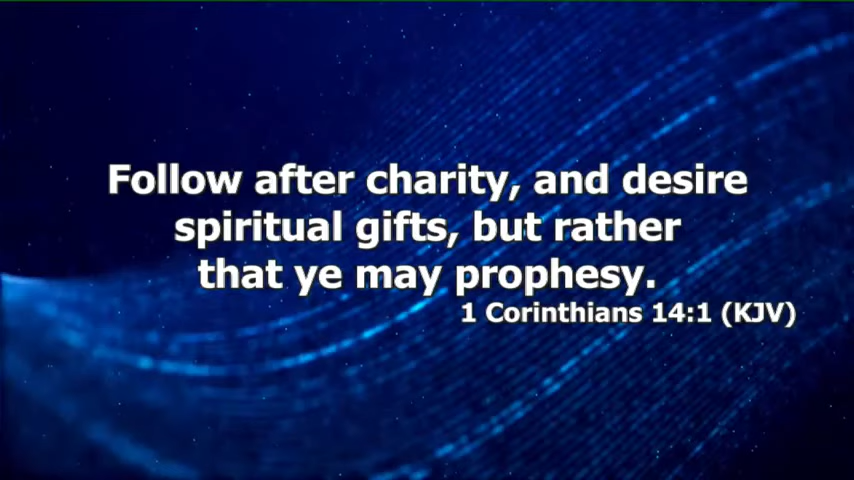 Follow after charity, and desire
spiritual gifts, but rather
that ye may prophesy.
1 Corinthians 14:1 (KJV)